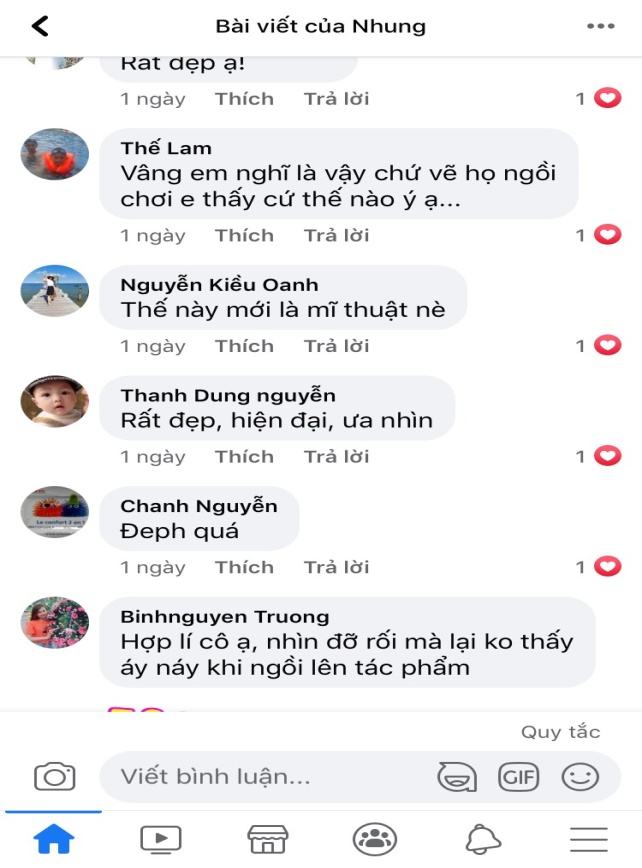 Bài viết của Nhung
Rất đẹp ạ!
1 ngày Thích Trả lời 1
Thế Lam
Vâng em nghĩ là vậy chứ vẽ họ ngồi
chơi e thấy cứ thế nào ý ạ...
1 ngày Thích Trả lời 1
Nguyễn Kiều Oanh
Thế này mới là mĩ thuật nè
1 ngày Thích Trả lời 1
Thanh Dung nguyễn
Rất đẹp, hiện đại, ưa nhìn
1 ngày Thích Trả lời 1
Chanh Nguyễn
Đeph quá
1 ngày Thích Trả lời 1
Binhnguyen Truong
Hợp lí cô ạ, nhìn đỡ rối mà lại ko thấy
áy náy khi ngồi lên tác phẩm
Quy tắc
Viết bình luận...
GIF